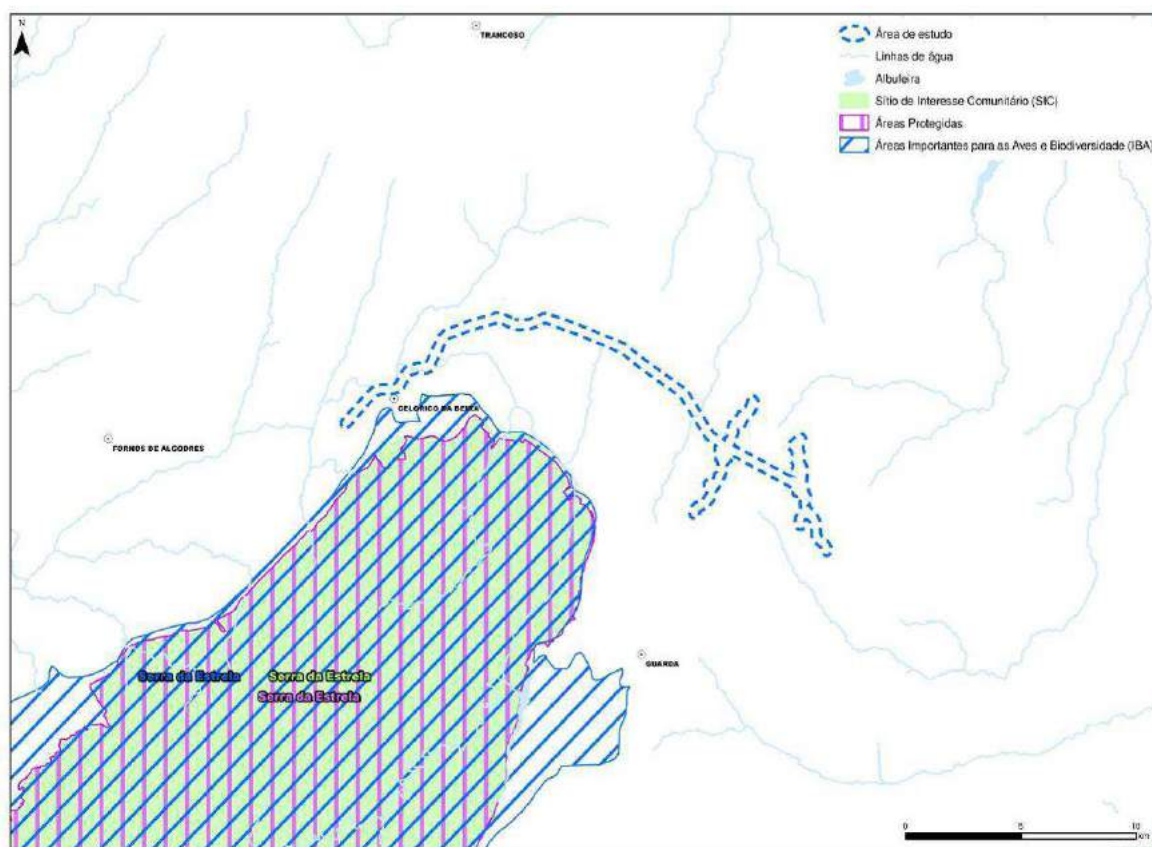 N
TRANCOSO
Área de estudo
Linhas de água
Albufeira
Sítio de Interesse Comunitário (SIC)
Áreas Protegidas
Áreas Importantes para as Aves e Biodiversidade (IBA)
CELORICO DA BEIRA
FORNOS DE ALGODRES
GUARDA
Serra da Estrela
Serra da Estrela
Serra da Estrela
0 5 10
km